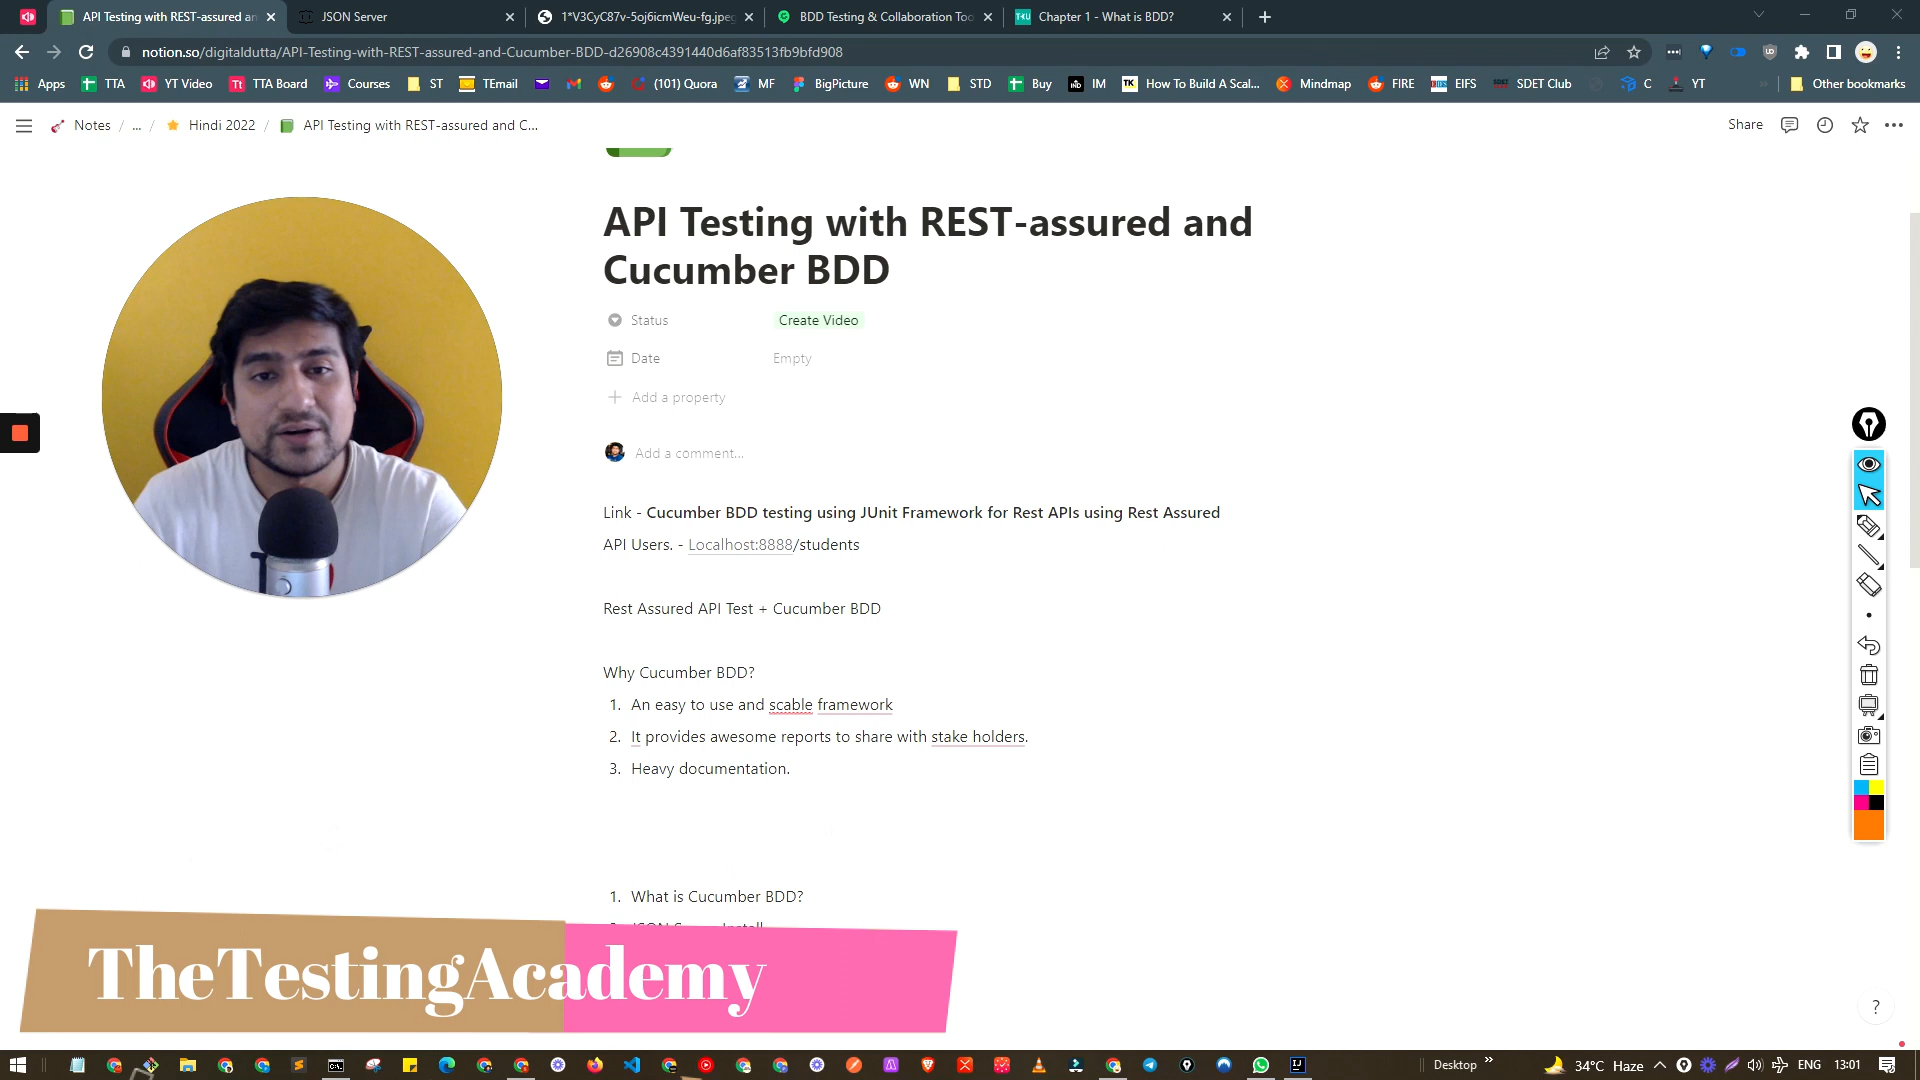 API Testing with REST-assured an
JSON Server
1*V3CyC87v-5oj6icmWeu-fg.jpeg
BDD Testing & Collaboration Too
Chapter 1 - What is BDD?
notion.so/digitaldutta/API-Testing-with-REST-assured-and-Cucumber-BDD-d26908c4391440d6af83513fb9bfd908
Apps
TTA
YT Video
TTA Board
Courses
ST
TEmail
(101) Quora
MF
BigPicture
WN
STD
Buy
IM
How To Build A Scal...
Mindmap
FIRE
EIFS
SDET Club
C
YT
Other bookmarks
Notes / ... / Hindi 2022 / API Testing with REST-assured and C...
Share
API Testing with REST-assured and
Cucumber BDD
Status Create Video
Date Empty
Add a property
Add a comment...
Link - Cucumber BDD testing using JUnit Framework for Rest APIs using Rest Assured
API Users. - Localhost:8888/students
Rest Assured API Test + Cucumber BDD
Why Cucumber BDD?
1. An easy to use and scable framework
2. It provides awesome reports to share with stake holders.
3. Heavy documentation.
1. What is Cucumber BDD?
TheTestingAcademy
?
Desktop
34°C Haze
ENG
13:01